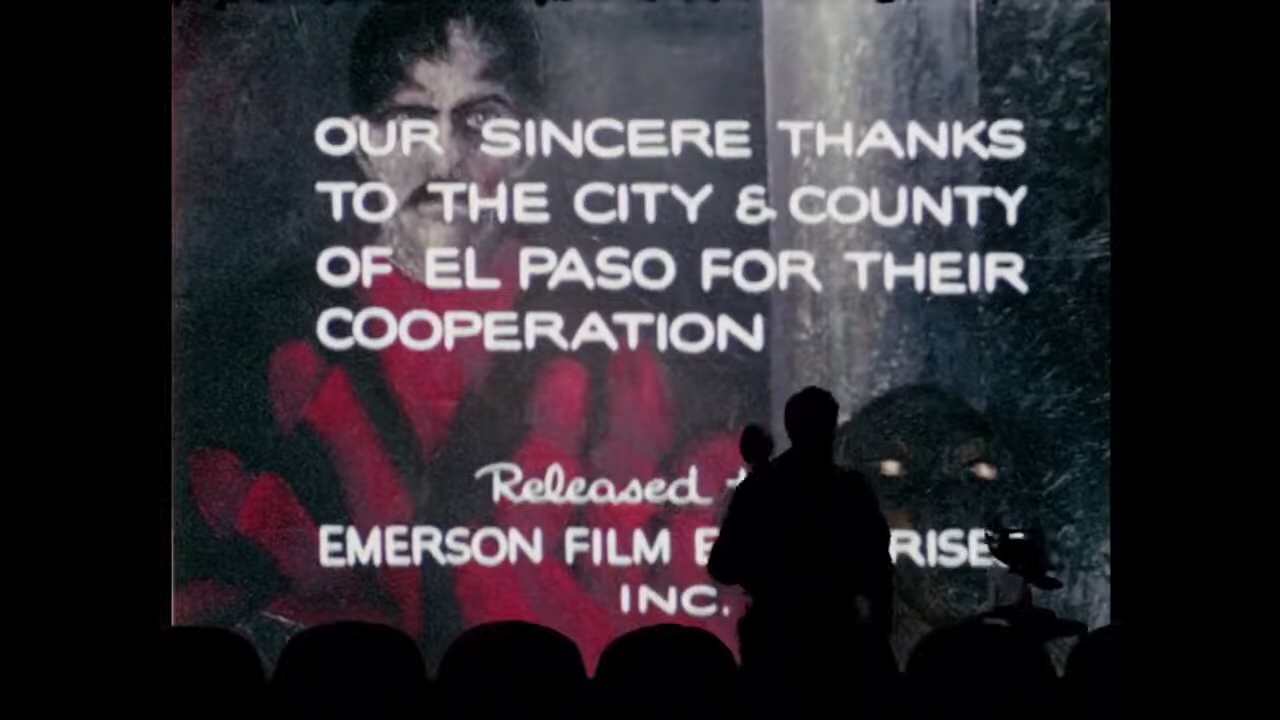 OUR SINCERE THANKS
TO THE CITY & COUNTY
OF EL PASO FOR THEIR
COOPERATION
Released
EMERSON FILM
INC.